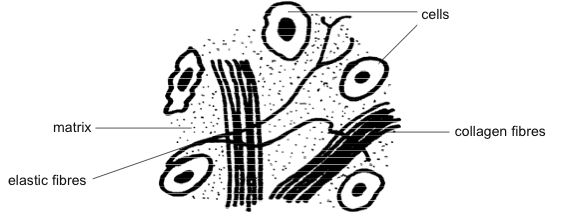 cells
matrix
collagen fibres
elastic fibres